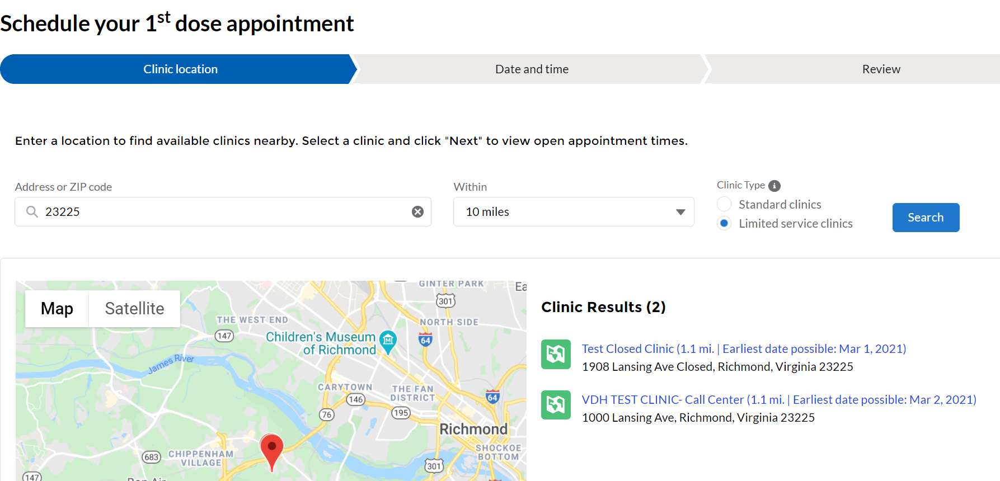 Schedule your 1st dose appointment
Clinic location
Date and time
Review
Enter a location to find available clinics nearby. Select a clinic and click "Next" to view open appointment times.
Address or ZIP code
23225
Within
10 miles
Clinic Type
Standard clinics
Limited service clinics
Search
Map
Satellite
GINTER PARK
Ea
301
THE WEST END
NORTH SIDE
147
Children's Museum
of Richmond
64
James River
CARYTOWN
THE FAN
DISTRICT
146
64
76
195
Richmond
CHIPPENHAM
VILLAGE
683
SHOCKOE
BOTTOM
301
147
Bon Air
Clinic Results (2)
Test Closed Clinic (1.1 mi. | Earliest date possible: Mar 1, 2021)
1908 Lansing Ave Closed, Richmond, Virginia 23225
VDH TEST CLINIC- Call Center (1.1 mi. | Earliest date possible: Mar 2, 2021)
1000 Lansing Ave, Richmond, Virginia 23225